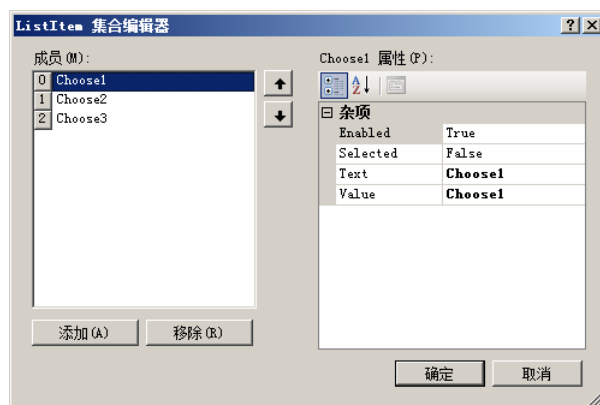 ListItem 集合编辑器
成员(M):
0 Choose1
1 Choose2
2 Choose3
添加(A)
移除(R)
Choose1 属性(P):
杂项
Enabled True
Selected False
Text Choose1
Value Choose1
确定
取消